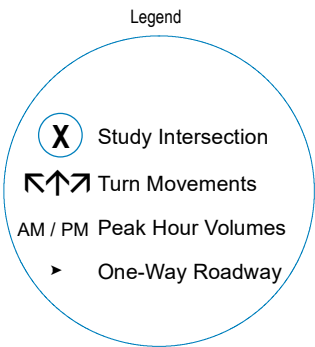 Legend
X Study Intersection
Turn Movements
AM / PM Peak Hour Volumes
One-Way Roadway